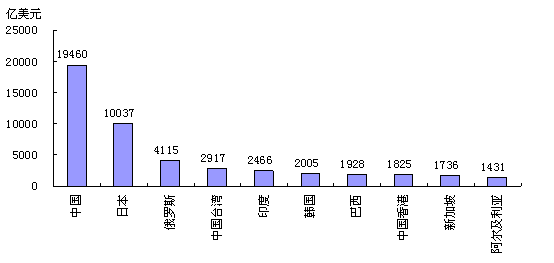 亿美元
25000
20000
15000
10000
5000
0
19460
10037
4115
2917
2466
2005
1928
1825
1736
1431
中国
日本
俄罗斯
中国台湾
印度
韩国
巴西
中国香港
新加坡
阿尔及利亚